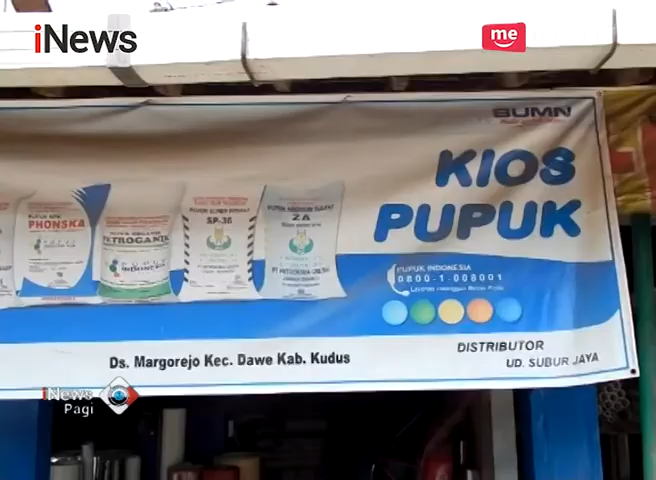 iNews
me
BUMN
KIOS
PUPUK
PHONSKA
PETROGANIK
SP-36
ZA
PUPUK INDONESIA
0800-1-008001
Ds. Margorejo Kec. Dawe Kab. Kudus
DISTRIBUTOR
UD. SUBUR JAYA
iNews
Pagi